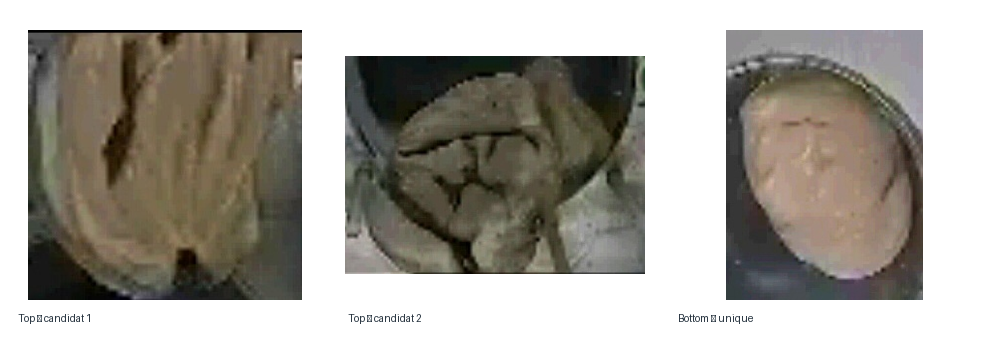 Top candidat 1
Top candidat 2
Bottom unique